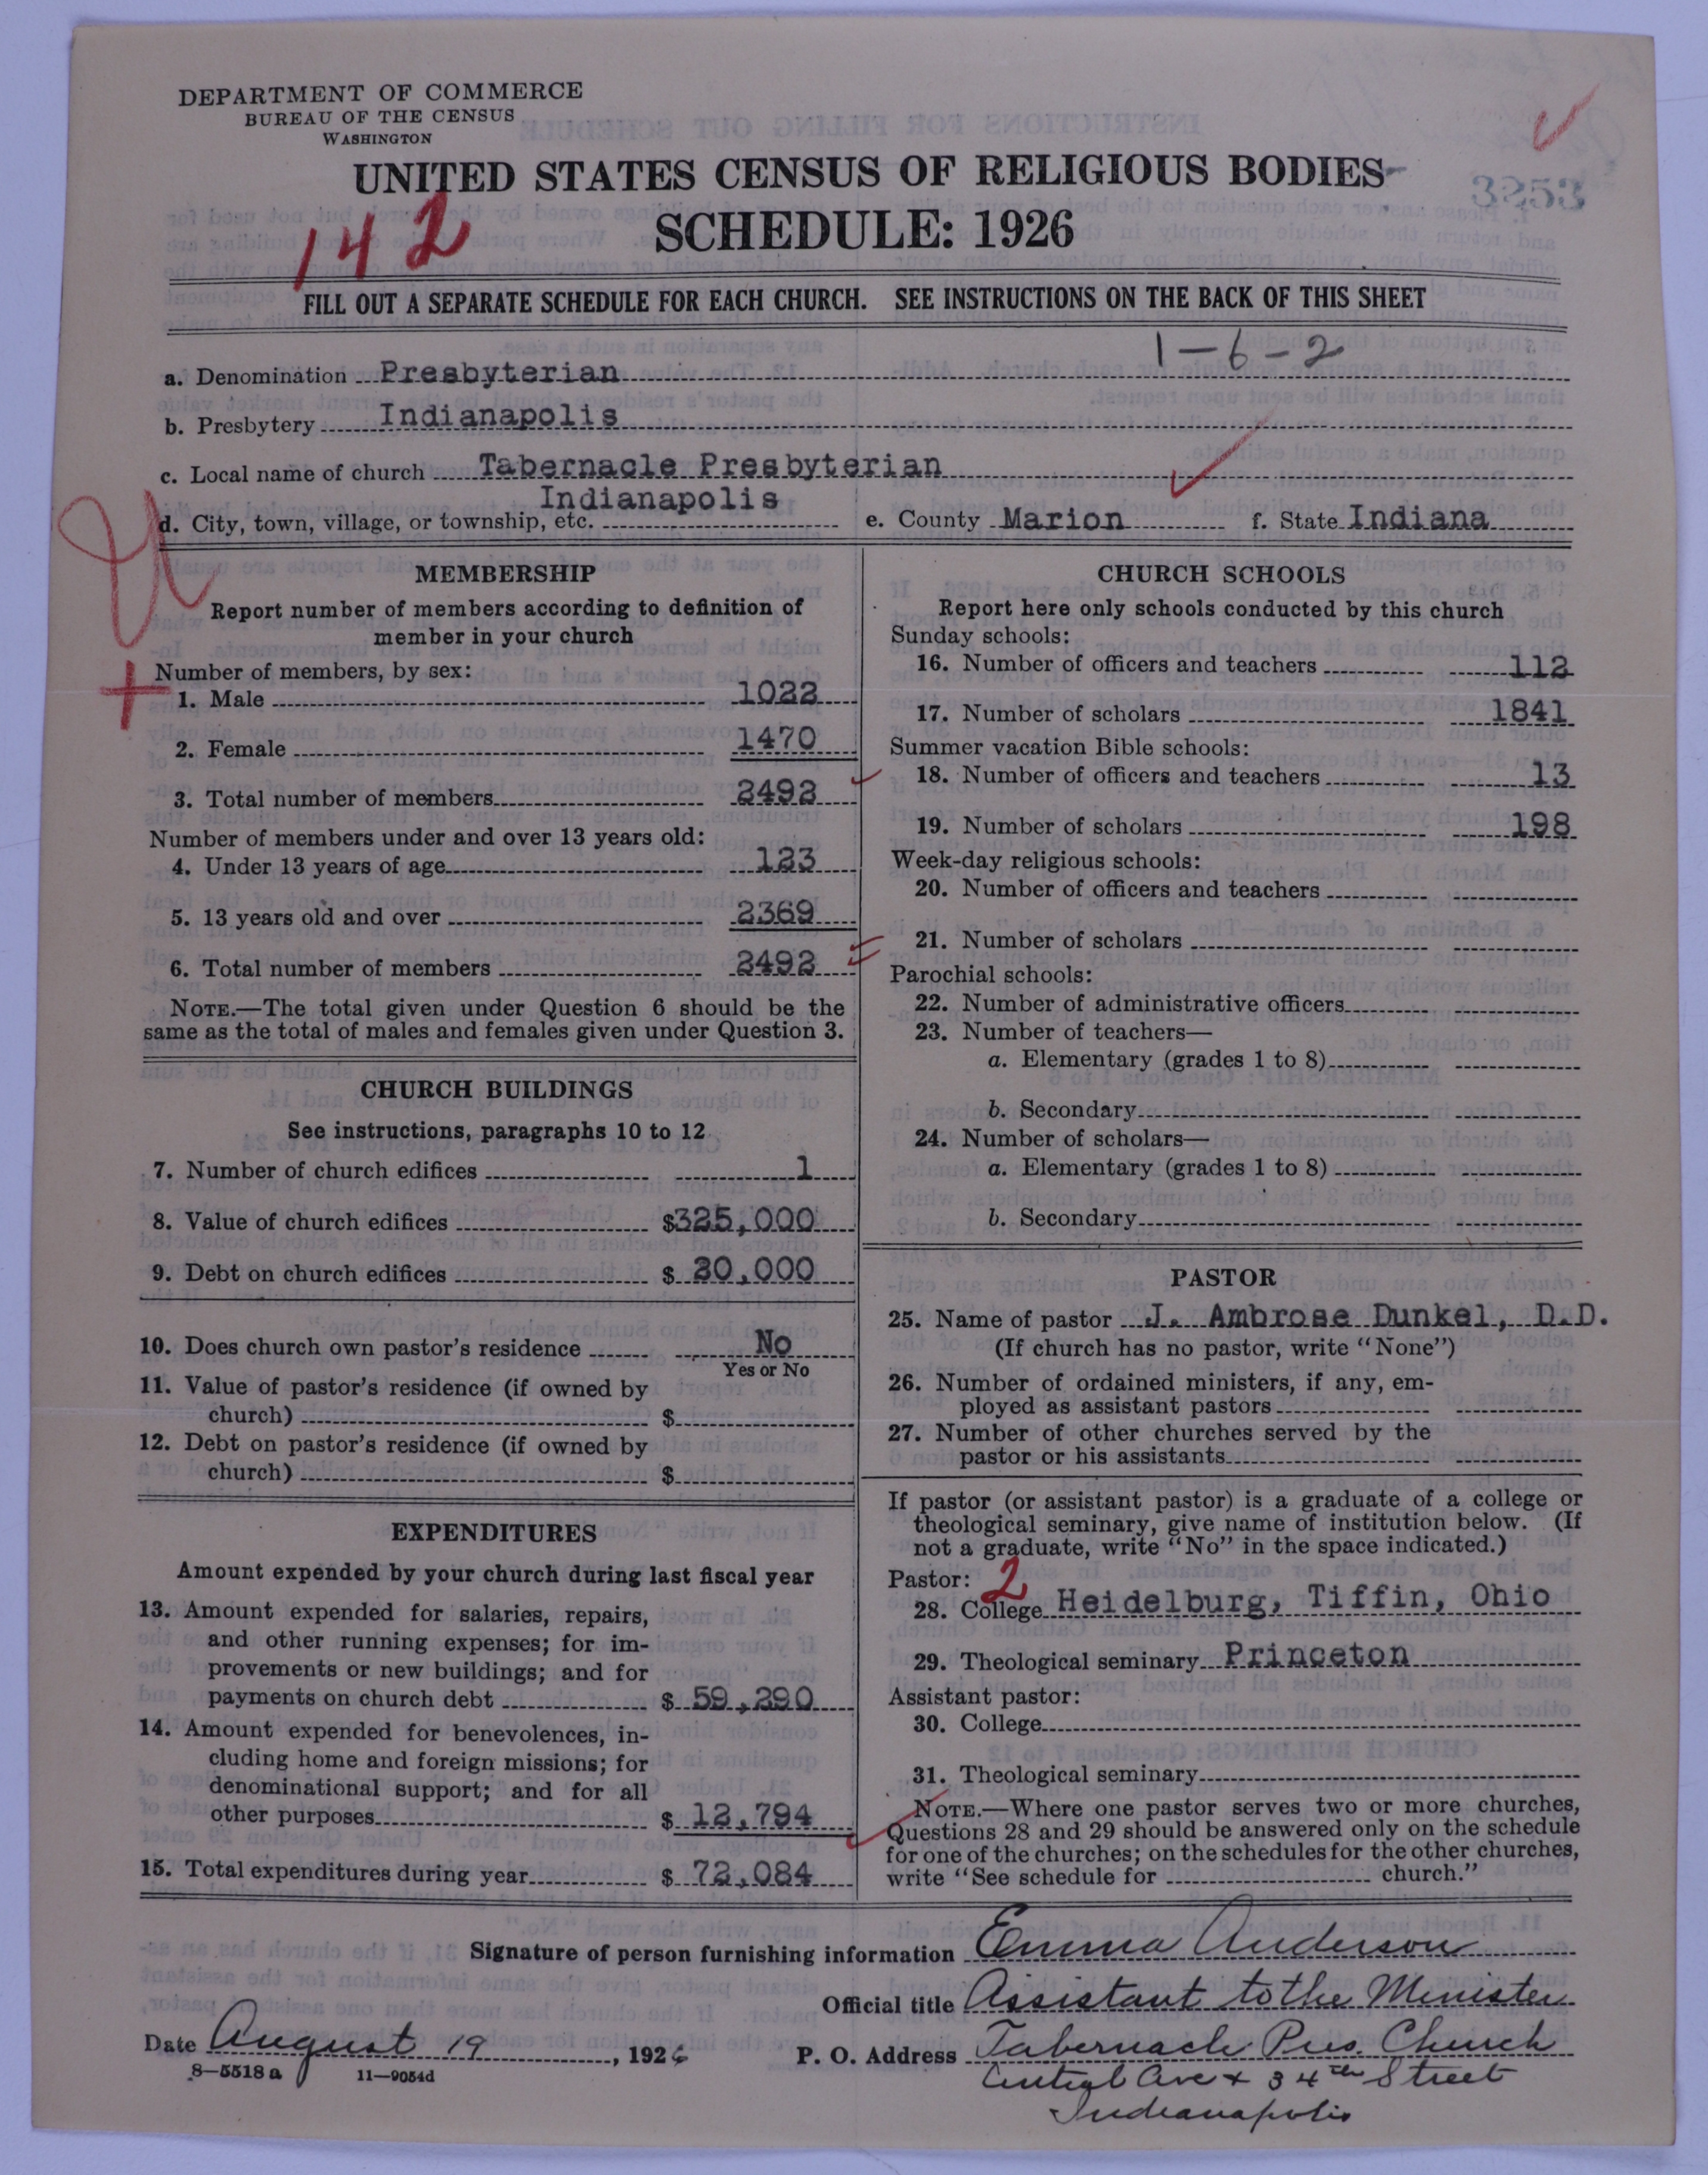 DEPARTMENT OF COMMERCE
BUREAU OF THE CENSUS
WASHINGTON
UNITED STATES CENSUS OF RELIGIOUS BODIES
3253
SCHEDULE: 1926
142
FILL OUT A SEPARATE SCHEDULE FOR EACH CHURCH. SEE INSTRUCTIONS ON THE BACK OF THIS SHEET
1-6-2
a. Denomination Presbyterian
b. Presbytery Indianapolis
c. Local name of church Tabernacle Presbyterian
d. City, town, village, or township, etc. Indianapolis e. County Marion f. State Indiana
MEMBERSHIP
Report number of members according to definition of
member in your church
Number of members, by sex:
1. Male 1022
2. Female 1470
3. Total number of members 2492
Number of members under and over 13 years old:
4. Under 13 years of age 123
5. 13 years old and over 2369
6. Total number of members 2492
NOTE.—The total given under Question 6 should be the
same as the total of males and females given under Question 3.
CHURCH BUILDINGS
See instructions, paragraphs 10 to 12
7. Number of church edifices 1
8. Value of church edifices $325,000
9. Debt on church edifices $ 20,000
10. Does church own pastor's residence No
Yes or No
11. Value of pastor's residence (if owned by
church) $
12. Debt on pastor's residence (if owned by
church) $
EXPENDITURES
Amount expended by your church during last fiscal year
13. Amount expended for salaries, repairs,
and other running expenses; for im-
provements or new buildings; and for
payments on church debt $ 59,290
14. Amount expended for benevolences, in-
cluding home and foreign missions; for
denominational support; and for all
other purposes $ 12,794
15. Total expenditures during year $ 72,084
CHURCH SCHOOLS
Report here only schools conducted by this church
Sunday schools:
16. Number of officers and teachers 112
17. Number of scholars 1841
Summer vacation Bible schools:
18. Number of officers and teachers 13
19. Number of scholars 198
Week-day religious schools:
20. Number of officers and teachers
21. Number of scholars
Parochial schools:
22. Number of administrative officers
23. Number of teachers—
a. Elementary (grades 1 to 8)
b. Secondary
24. Number of scholars—
a. Elementary (grades 1 to 8)
b. Secondary
PASTOR
25. Name of pastor J. Ambrose Dunkel, D.D.
(If church has no pastor, write "None")
26. Number of ordained ministers, if any, em-
ployed as assistant pastors
27. Number of other churches served by the
pastor or his assistants
If pastor (or assistant pastor) is a graduate of a college or
theological seminary, give name of institution below. (If
not a graduate, write "No" in the space indicated.)
Pastor: 2
28. College Heidelburg, Tiffin, Ohio
29. Theological seminary Princeton
Assistant pastor:
30. College
31. Theological seminary
NOTE.—Where one pastor serves two or more churches,
Questions 28 and 29 should be answered only on the schedule
for one of the churches; on the schedules for the other churches,
write "See schedule for church."
Signature of person furnishing information Emma Anderson
Official title Assistant to the Minister
Date August 19, 1926 P. O. Address Tabernacle Pres. Church
8-5518 a 11-9054d
Central Ave + 34th Street
Indianapolis